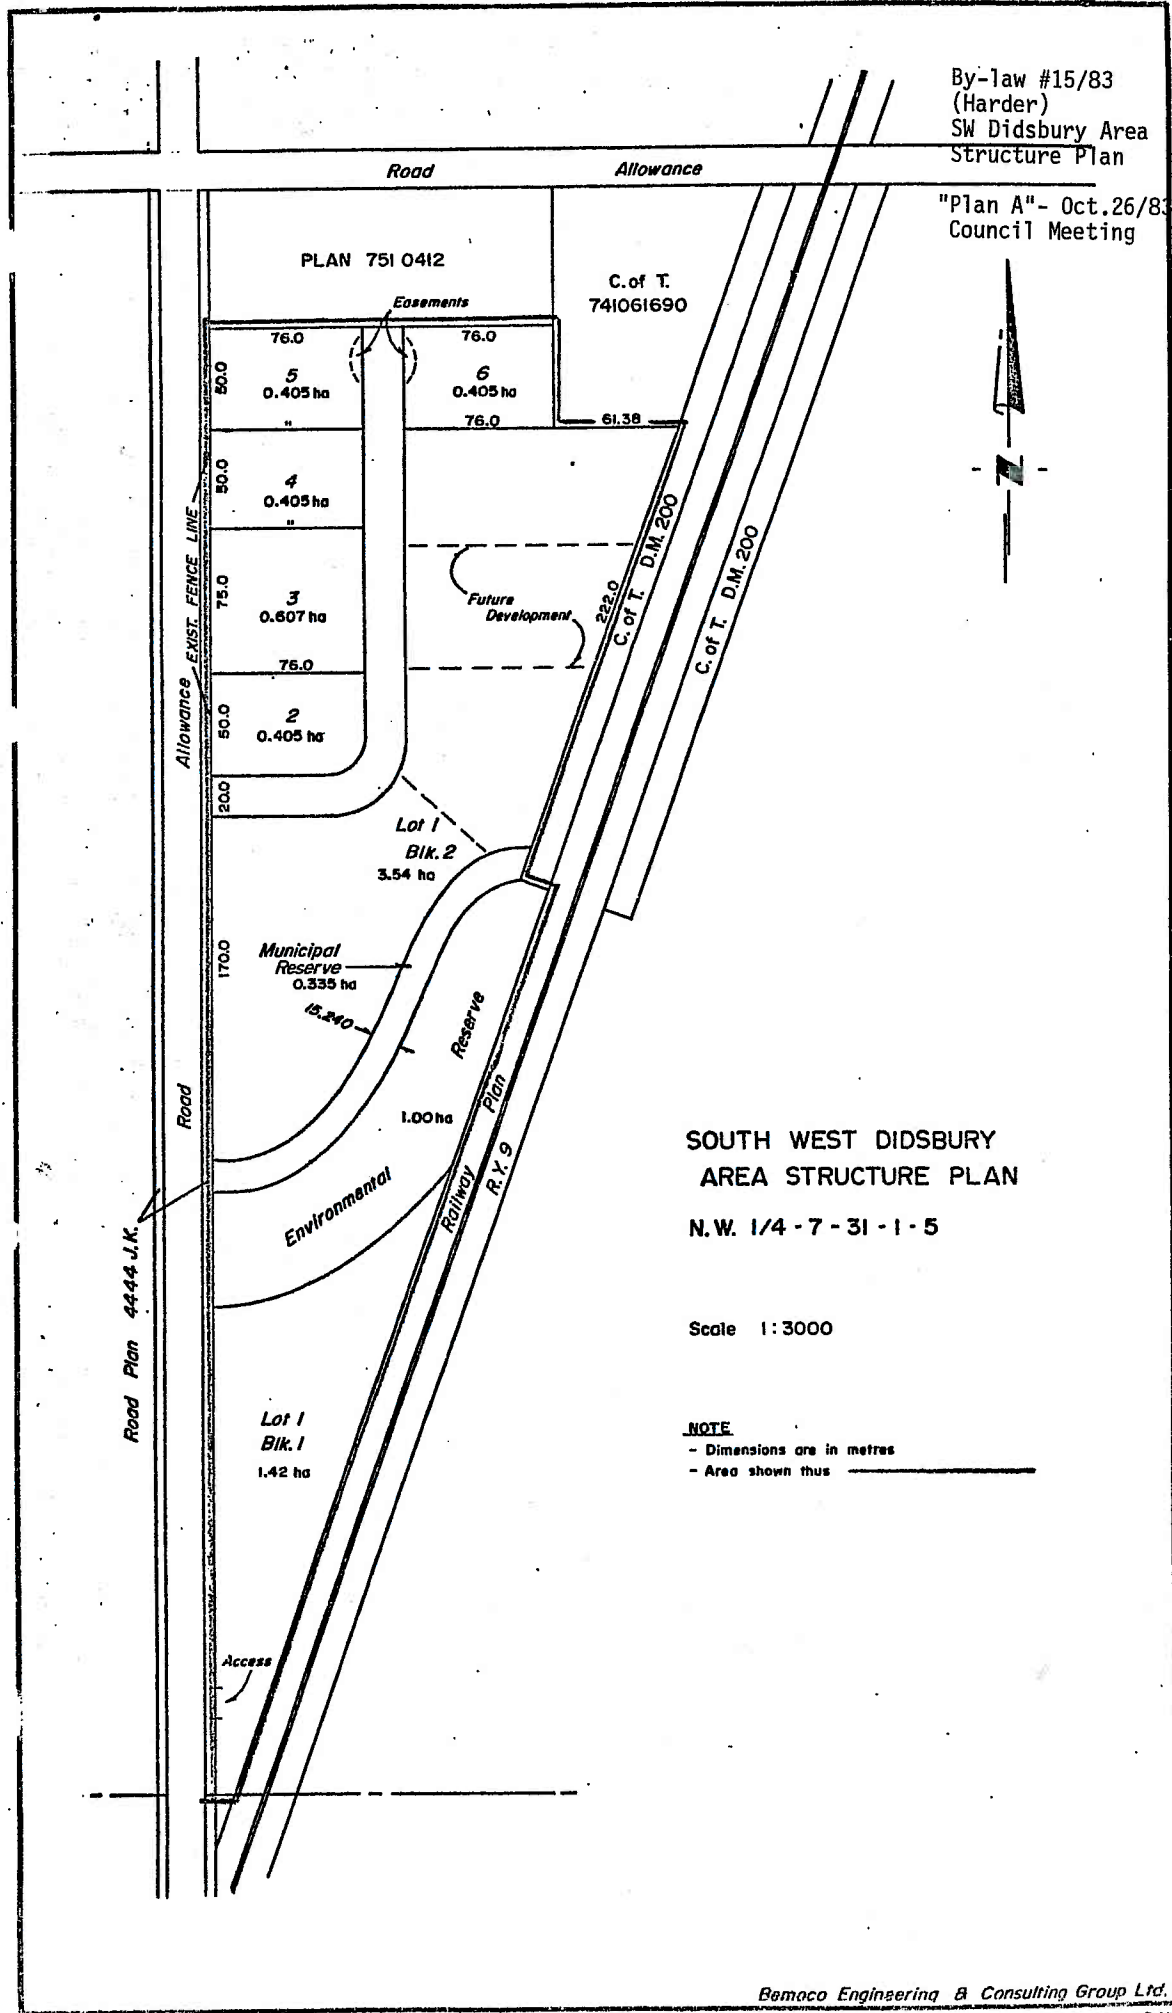 By-law #15/83
(Harder)
SW Didsbury Area
Structure Plan
"Plan A"- Oct.26/83
Council Meeting
Road Allowance
PLAN 751 0412
C. of T.
741061690
Easements
76.0
76.0
50.0
5
0.405 ha
"
6
0.405 ha
76.0
61.38
50.0
4
0.405 ha
"
EXIST. FENCE LINE
75.0
3
0.607 ha
76.0
Future
Development
222.0
C. of T. D.M. 200
C. of T. D.M. 200
N
Road Allowance
50.0
2
0.405 ha
20.0
Lot 1
Blk. 2
3.54 ha
170.0
Municipal
Reserve
0.335 ha
15.240
Environmental Reserve
1.00 ha
Railway Plan
R.Y. 9
Road Plan 4444 J.K.
SOUTH WEST DIDSBURY
AREA STRUCTURE PLAN
N.W. 1/4 - 7 - 31 - 1 - 5
Scale 1:3000
NOTE
- Dimensions are in metres
- Area shown thus
Lot 1
Blk. 1
1.42 ha
Access
Bemoco Engineering & Consulting Group Ltd.